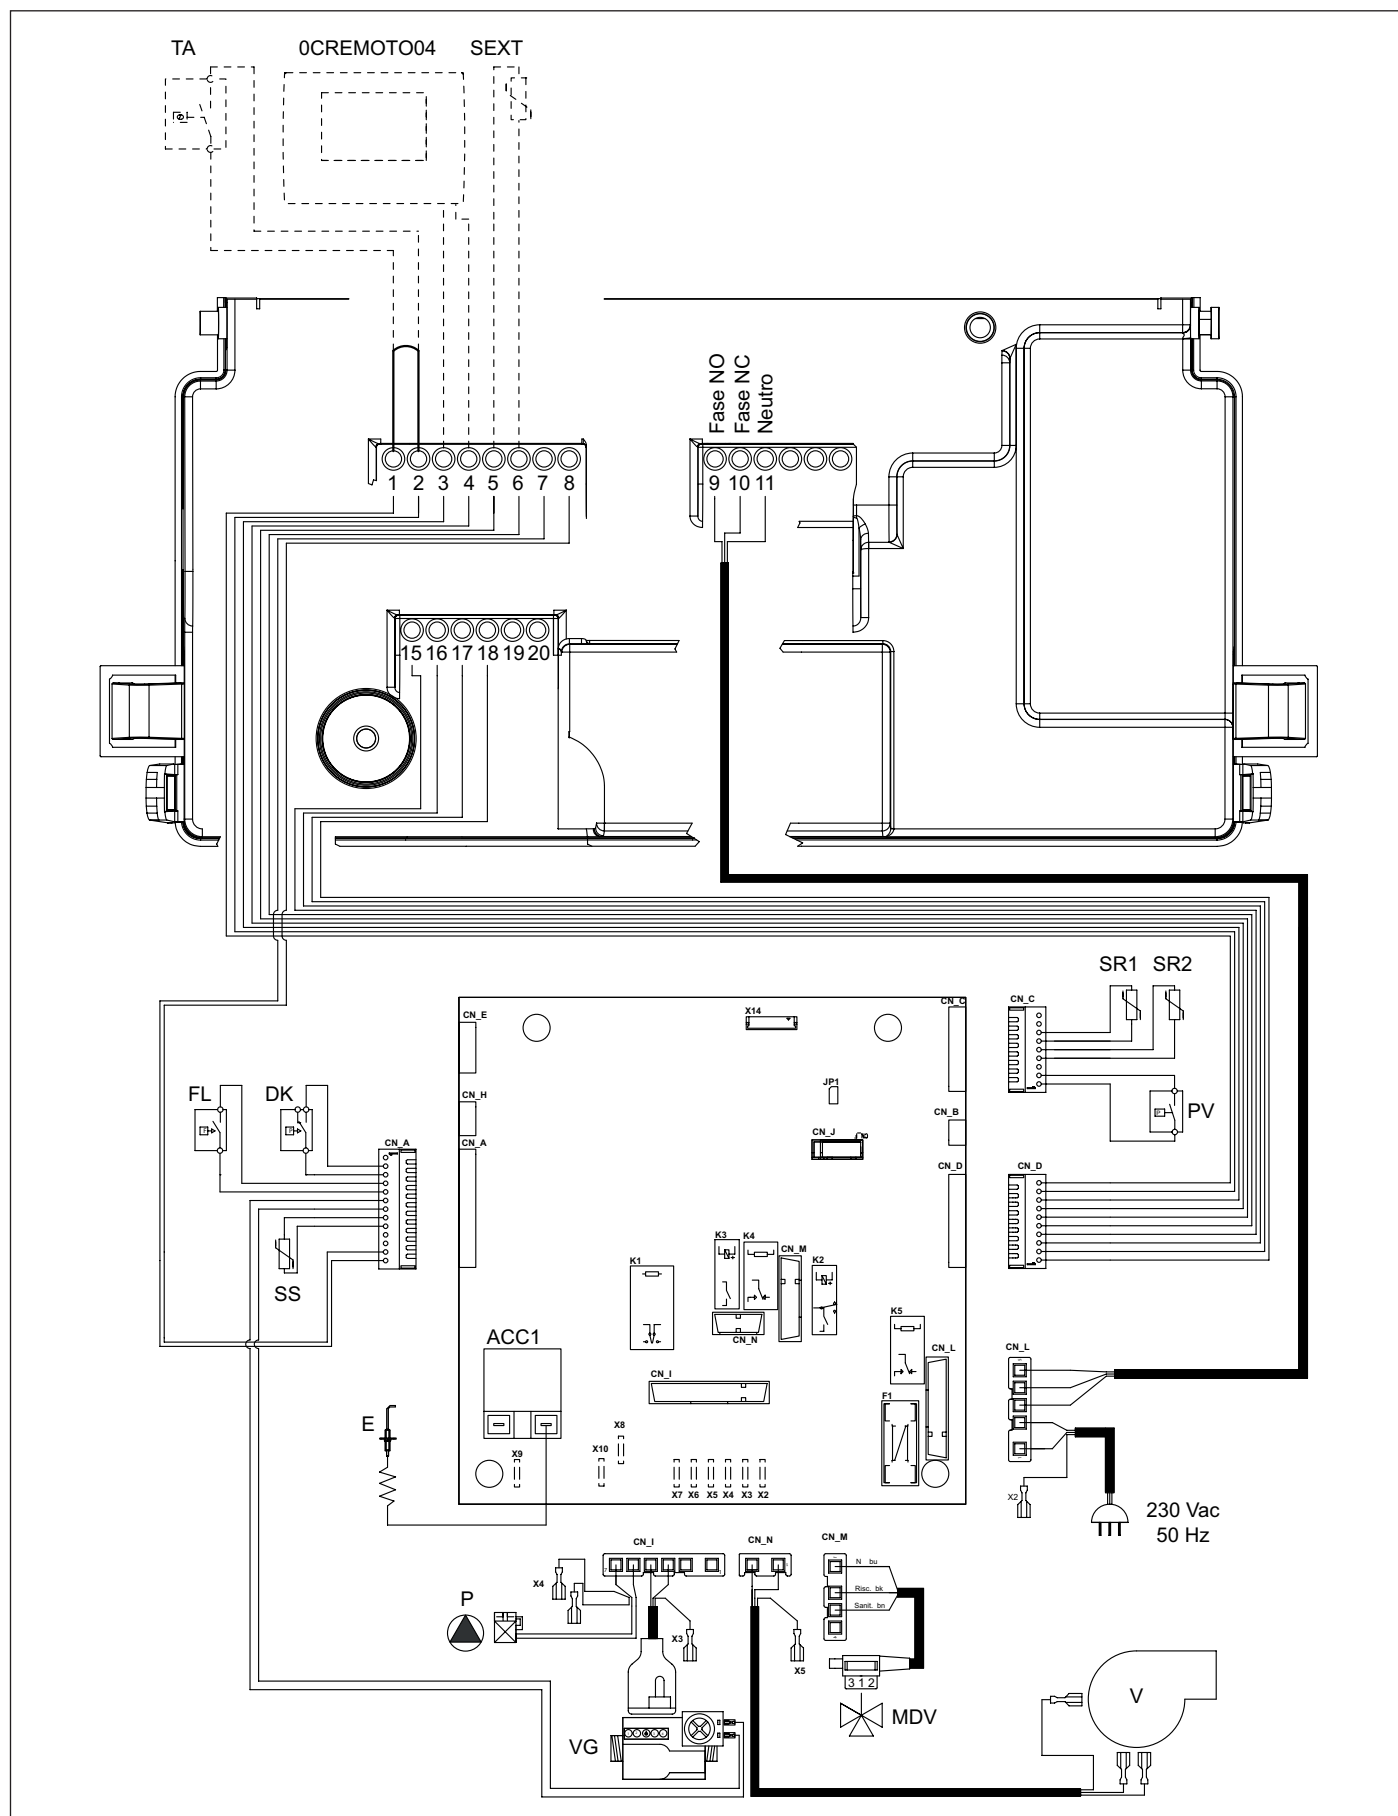 TA 0CREMOTO04 SEXT
Fase NO
Fase NC
Neutro
1 2 3 4 5 6 7 8
9 10 11
15 16 17 18 19 20
SR1 SR2
CN_C
PV
CN_D
FL DK
CN_A
SS
CN_E
CN_H
CN_A
X14
CN_C
JP1
CN_B
CN_J
CN_D
K3 K4
CN_M
K2
K1
CN_N
K5
CN_L
ACC1
CN_I
F1
X8
X9
X10
X7 X6 X5 X4 X3 X2
E
CN_L
X2
230 Vac
50 Hz
CN_I
CN_N
CN_M
X4
N bu
Risc. bk
Sanit. bn
P
X3
X5
3 1 2
MDV
VG
V